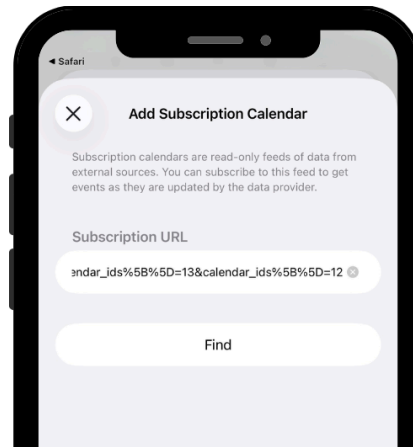 ◀ Safari
Add Subscription Calendar
Subscription calendars are read-only feeds of data from
external sources. You can subscribe to this feed to get
events as they are updated by the data provider.
Subscription URL
endar_ids%5B%5D=13&calendar_ids%5B%5D=12
Find